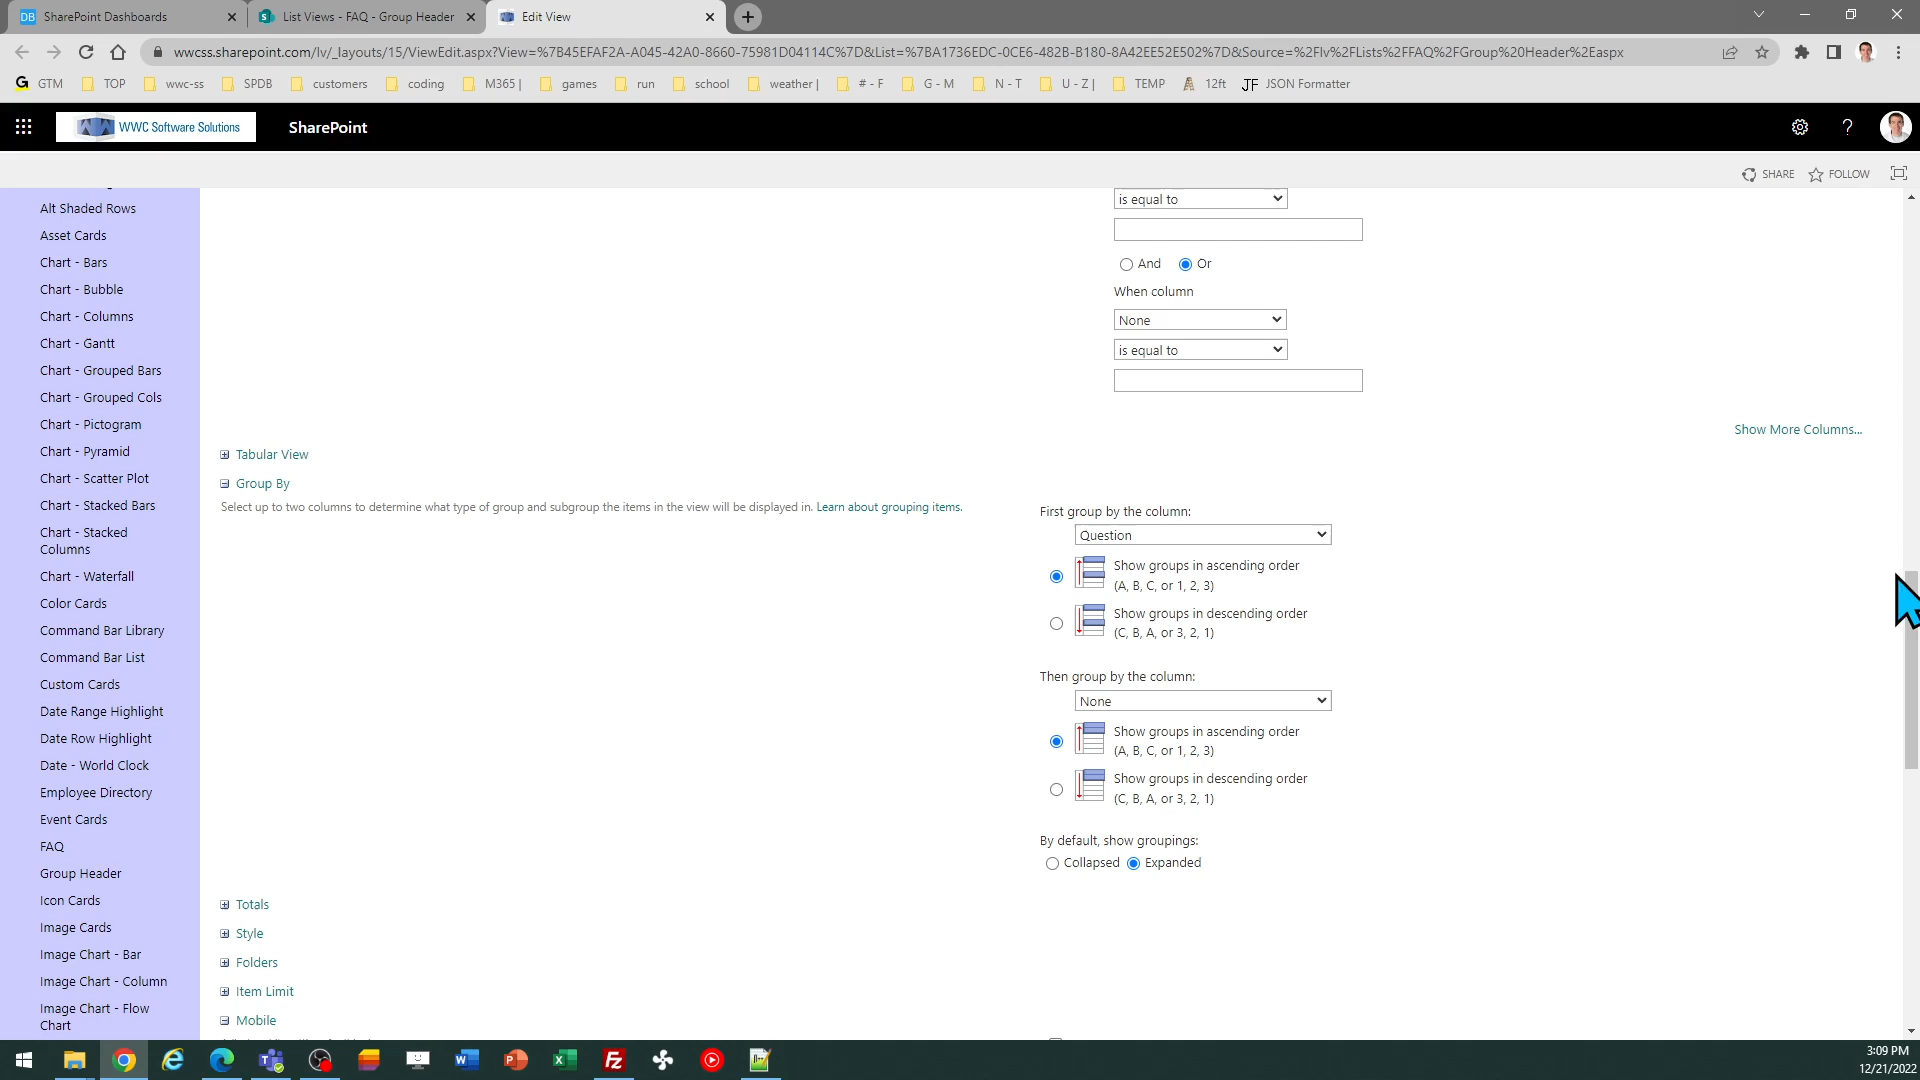 SharePoint Dashboards
List Views - FAQ - Group Header
Edit View
wwcss.sharepoint.com/lv/_layouts/15/ViewEdit.aspx?View=%7B45EFAF2A-A045-42A0-8660-75981D04114C%7D&List=%7BA1736EDC-0CE6-482B-B180-8A42EE52E502%7D&Source=%2Flv%2FLists%2FFAQ%2FGroup%20Header%2Easpx
GTM
TOP
wwc-ss
SPDB
customers
coding
M365 |
games
run
school
weather |
# - F
G - M
N - T
U - Z |
TEMP
12ft
JSON Formatter
WWC Software Solutions
SharePoint
SHARE
FOLLOW
Alt Shaded Rows
Asset Cards
Chart - Bars
Chart - Bubble
Chart - Columns
Chart - Gantt
Chart - Grouped Bars
Chart - Grouped Cols
Chart - Pictogram
Chart - Pyramid
Chart - Scatter Plot
Chart - Stacked Bars
Chart - Stacked
Columns
Chart - Waterfall
Color Cards
Command Bar Library
Command Bar List
Custom Cards
Date Range Highlight
Date Row Highlight
Date - World Clock
Employee Directory
Event Cards
FAQ
Group Header
Icon Cards
Image Cards
Image Chart - Bar
Image Chart - Column
Image Chart - Flow
Chart
is equal to
And
Or
When column
None
is equal to
Show More Columns...
Tabular View
Group By
Select up to two columns to determine what type of group and subgroup the items in the view will be displayed in. Learn about grouping items.
First group by the column:
Question
Show groups in ascending order
(A, B, C, or 1, 2, 3)
Show groups in descending order
(C, B, A, or 3, 2, 1)
Then group by the column:
None
Show groups in ascending order
(A, B, C, or 1, 2, 3)
Show groups in descending order
(C, B, A, or 3, 2, 1)
By default, show groupings:
Collapsed
Expanded
Totals
Style
Folders
Item Limit
Mobile
3:09 PM
12/21/2022